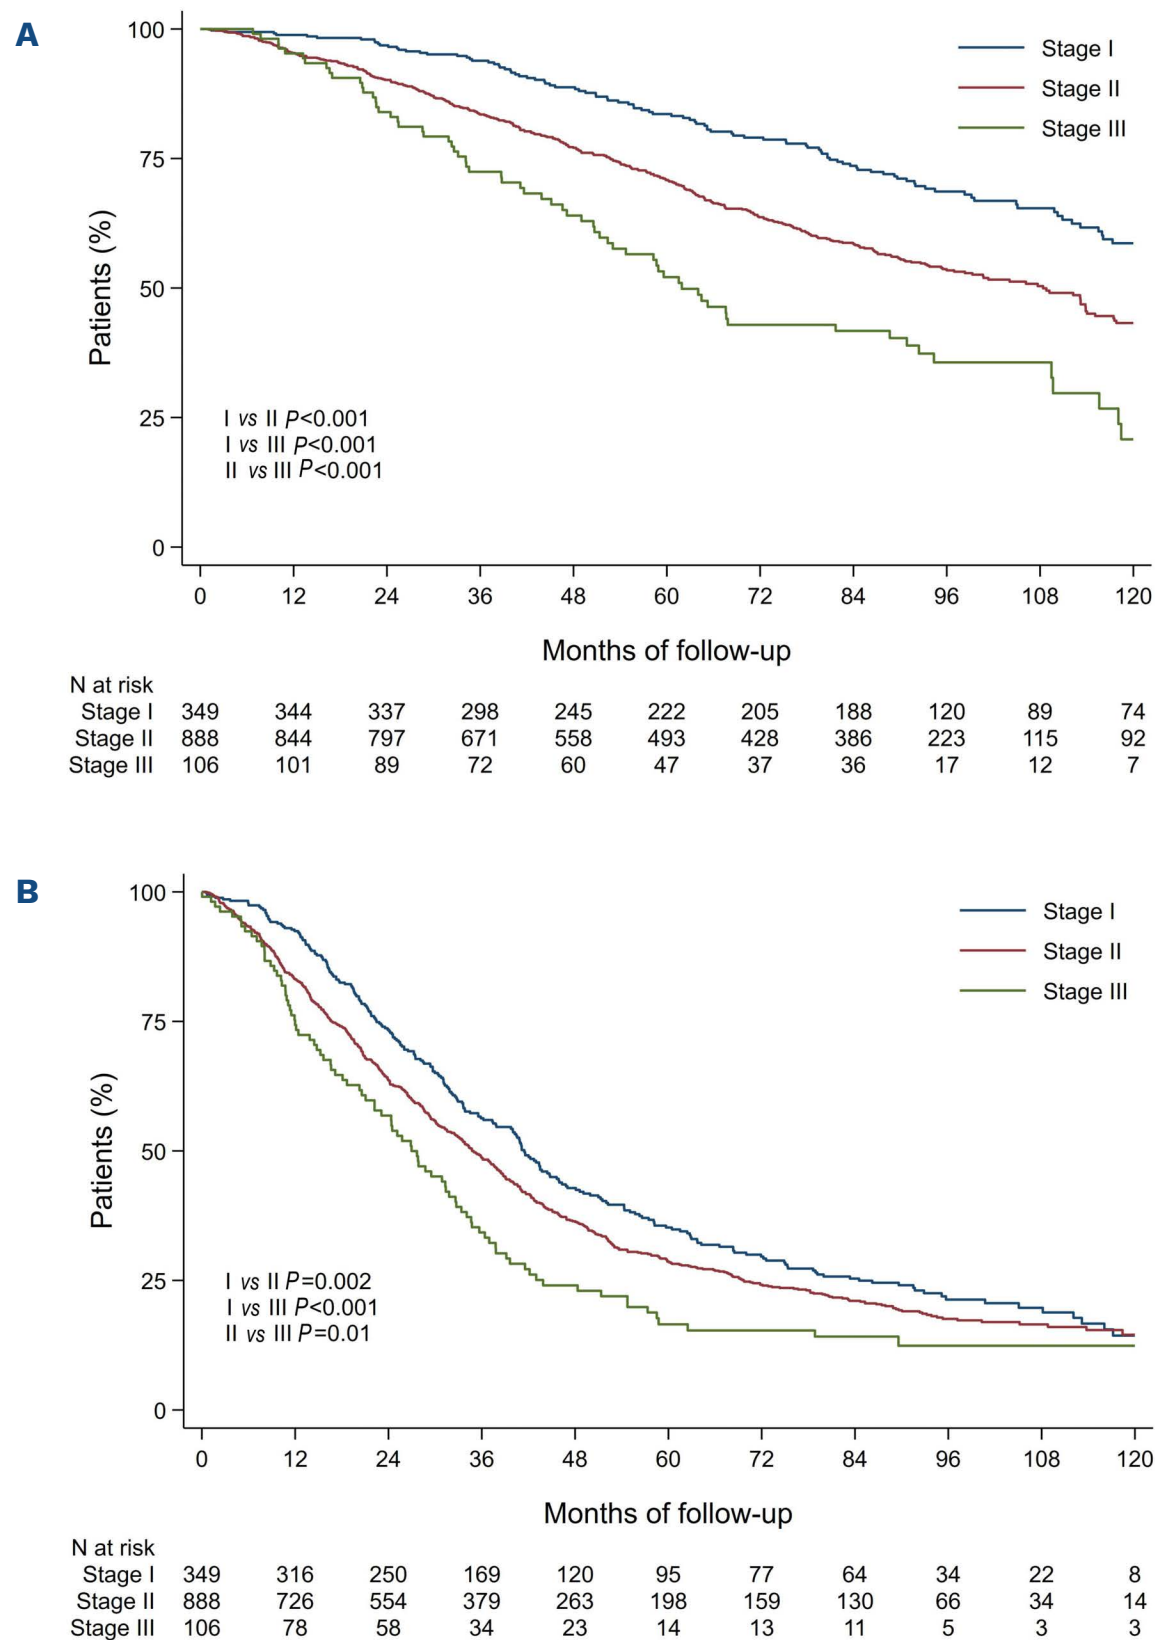 A
100
75
50
25
0
Patients (%)
Stage I
Stage II
Stage III
I vs II P<0.001
I vs III P<0.001
II vs III P<0.001
0 12 24 36 48 60 72 84 96 108 120
Months of follow-up
N at risk
Stage I 349 344 337 298 245 222 205 188 120 89 74
Stage II 888 844 797 671 558 493 428 386 223 115 92
Stage III 106 101 89 72 60 47 37 36 17 12 7
B
100
75
50
25
0
Patients (%)
Stage I
Stage II
Stage III
I vs II P=0.002
I vs III P<0.001
II vs III P=0.01
0 12 24 36 48 60 72 84 96 108 120
Months of follow-up
N at risk
Stage I 349 316 250 169 120 95 77 64 34 22 8
Stage II 888 726 554 379 263 198 159 130 66 34 14
Stage III 106 78 58 34 23 14 13 11 5 3 3